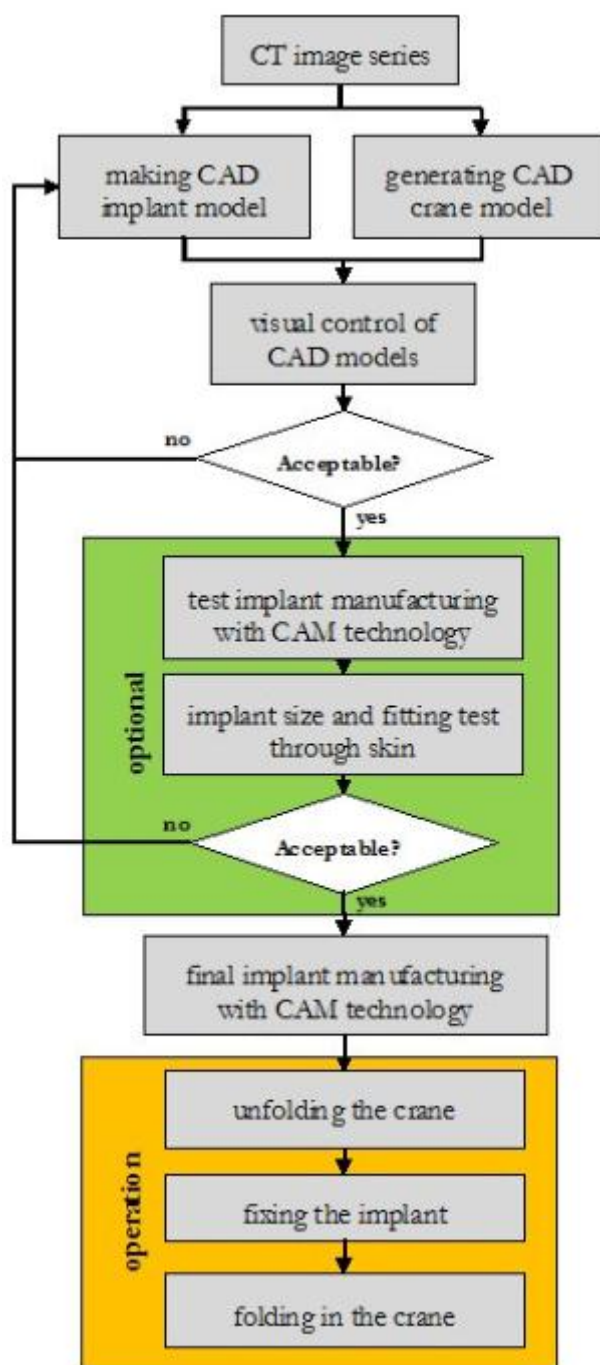 CT image series
making CAD
implant model
generating CAD
crane model
visual control of
CAD models
no
Acceptable?
yes
optional
test implant manufacturing
with CAM technology
implant size and fitting test
through skin
no
Acceptable?
yes
final implant manufacturing
with CAM technology
operation
unfolding the crane
fixing the implant
folding in the crane